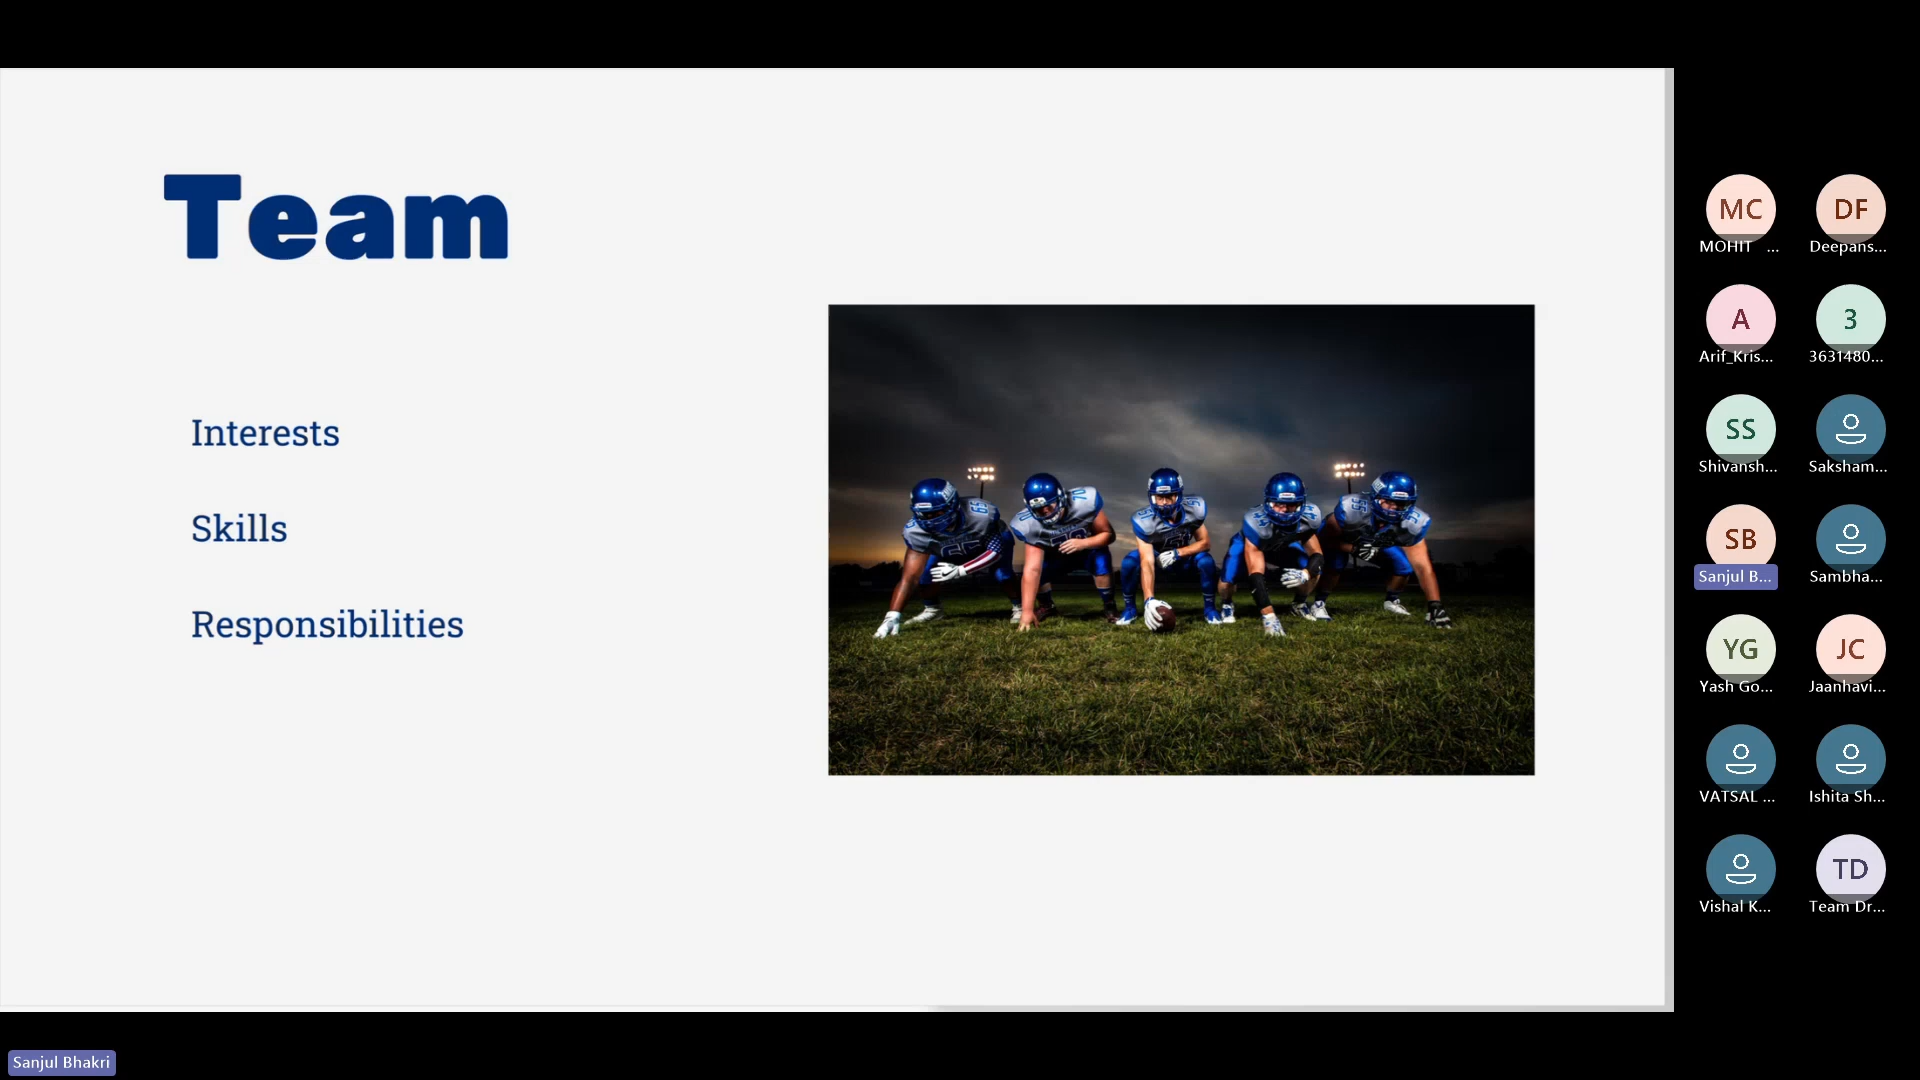 Team
Interests
Skills
Responsibilities
MC
MOHIT ...
DF
Deepans...
A
Arif_Kris...
3
3631480...
SS
Shivansh...
Saksham...
SB
Sanjul B...
Sambha...
YG
Yash Go...
JC
Jaanhavi...
VATSAL ...
Ishita Sh...
Vishal K...
TD
Team Dr...
Sanjul Bhakri